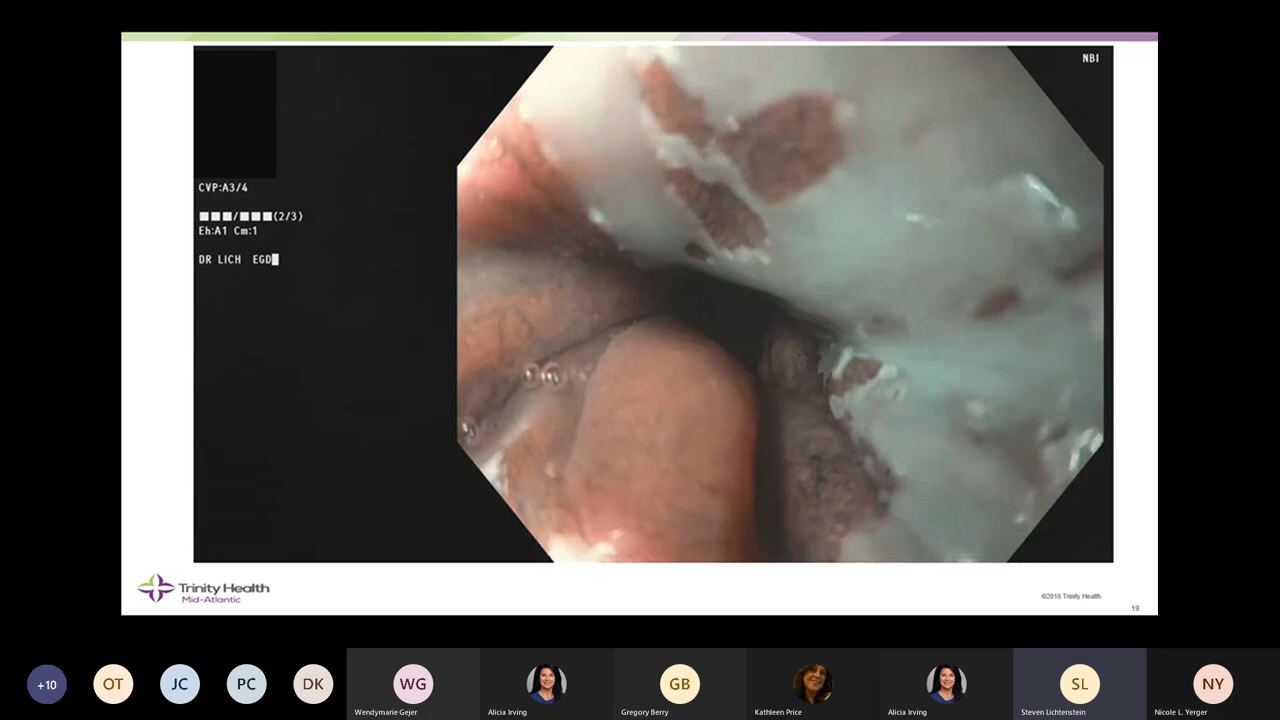 NBI
CVP:A3/4
■■■/■■■(2/3)
Eh:A1 Cm:1
DR LICH EGD
Trinity Health
Mid-Atlantic
©2018 Trinity Health
19
+10
OT
JC
PC
DK
WG
GB
SL
NY
Wendymarie Gejer
Alicia Irving
Gregory Berry
Kathleen Price
Alicia Irving
Steven Lichtenstein
Nicole L. Yerger